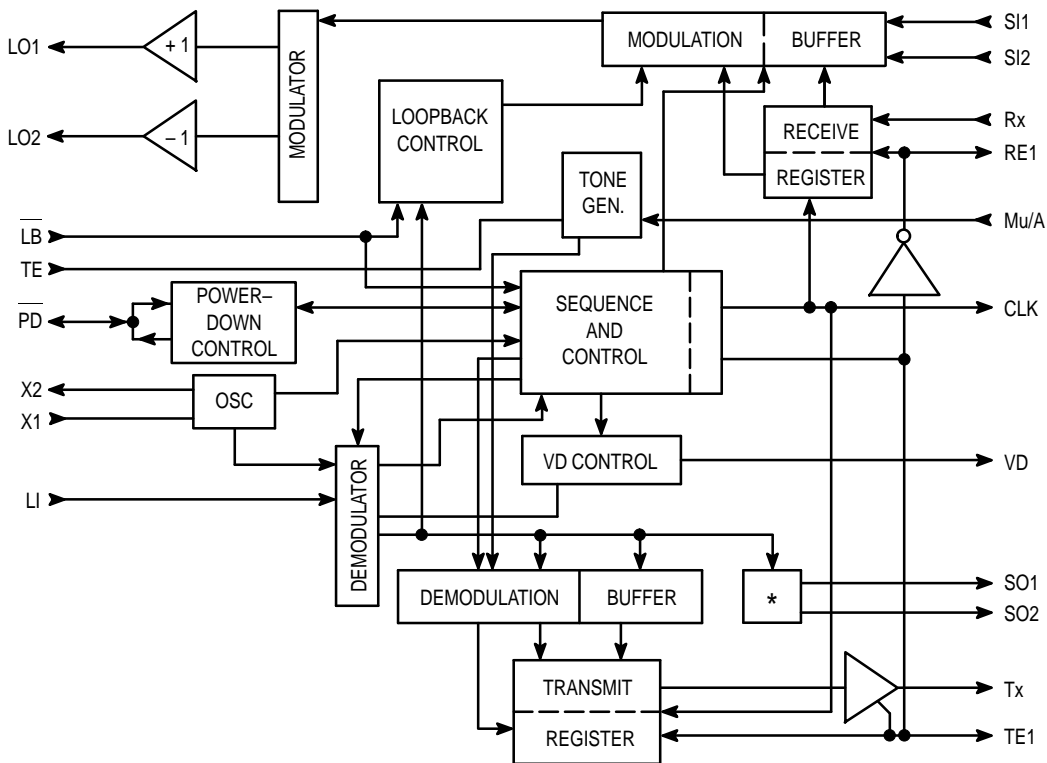 LO1
+ 1
MODULATOR
MODULATION
BUFFER
SI1
SI2
LO2
– 1
LOOPBACK
CONTROL
RECEIVE
REGISTER
Rx
RE1
TONE
GEN.
LB
TE
Mu/A
PD
POWER–
DOWN
CONTROL
SEQUENCE
AND
CONTROL
CLK
X2
X1
OSC
LI
DEMODULATOR
VD CONTROL
VD
DEMODULATION
BUFFER
*
SO1
SO2
TRANSMIT
REGISTER
Tx
TE1